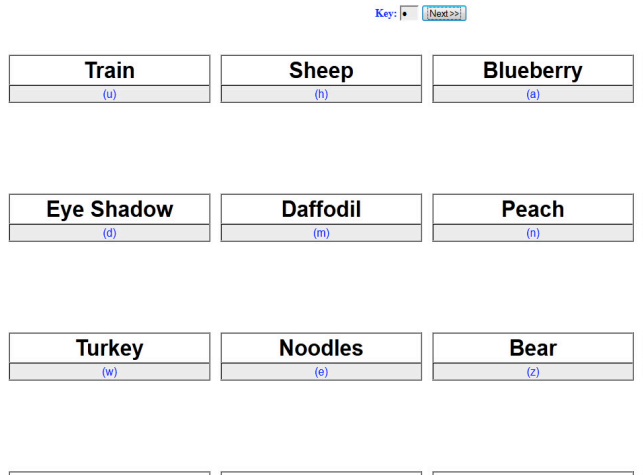 Key: • Next>>
Train Sheep Blueberry
(u) (h) (a)
Eye Shadow Daffodil Peach
(d) (m) (n)
Turkey Noodles Bear
(w) (e) (z)